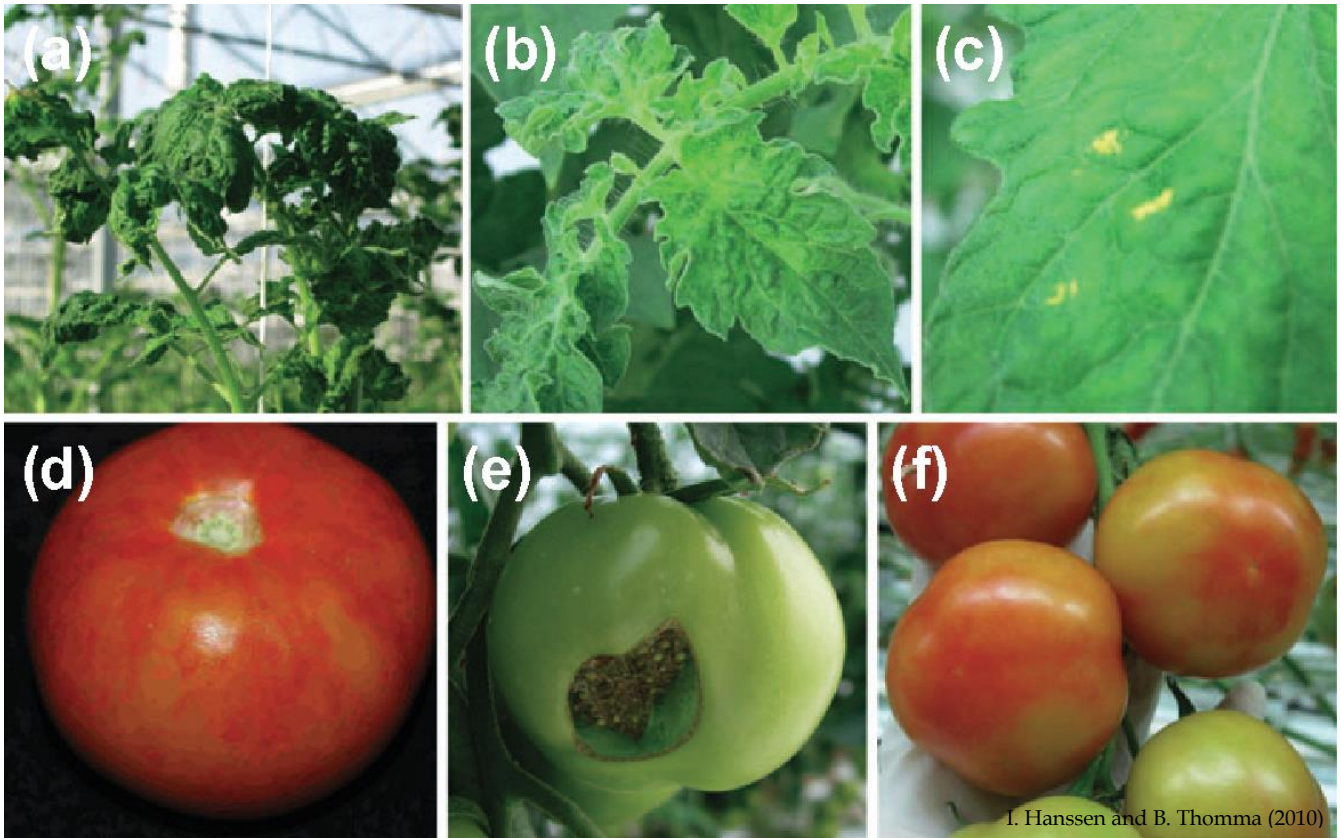 (a)
(b)
(c)
(d)
(e)
(f)
I. Hanssen and B. Thomma (2010)